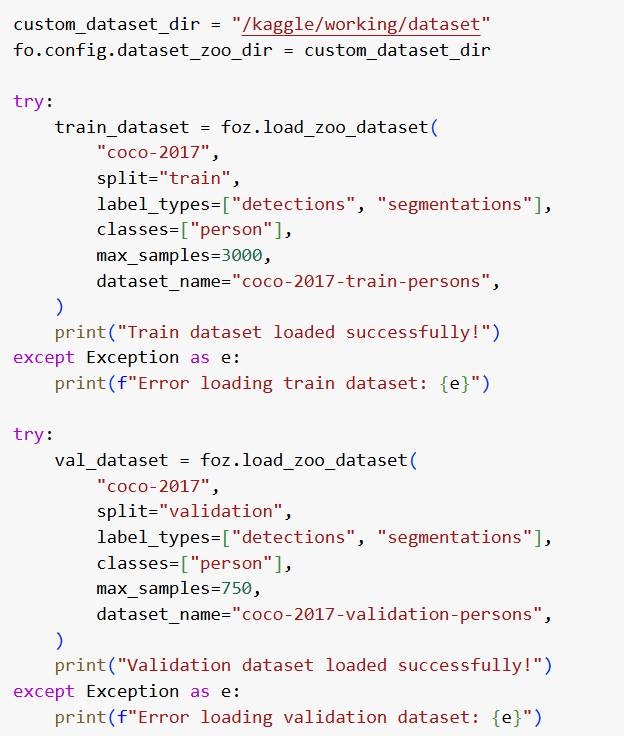 custom_dataset_dir = "/kaggle/working/dataset"
fo.config.dataset_zoo_dir = custom_dataset_dir

try:
    train_dataset = foz.load_zoo_dataset(
        "coco-2017",
        split="train",
        label_types=["detections", "segmentations"],
        classes=["person"],
        max_samples=3000,
        dataset_name="coco-2017-train-persons",
    )
    print("Train dataset loaded successfully!")
except Exception as e:
    print(f"Error loading train dataset: {e}")

try:
    val_dataset = foz.load_zoo_dataset(
        "coco-2017",
        split="validation",
        label_types=["detections", "segmentations"],
        classes=["person"],
        max_samples=750,
        dataset_name="coco-2017-validation-persons",
    )
    print("Validation dataset loaded successfully!")
except Exception as e:
    print(f"Error loading validation dataset: {e}")